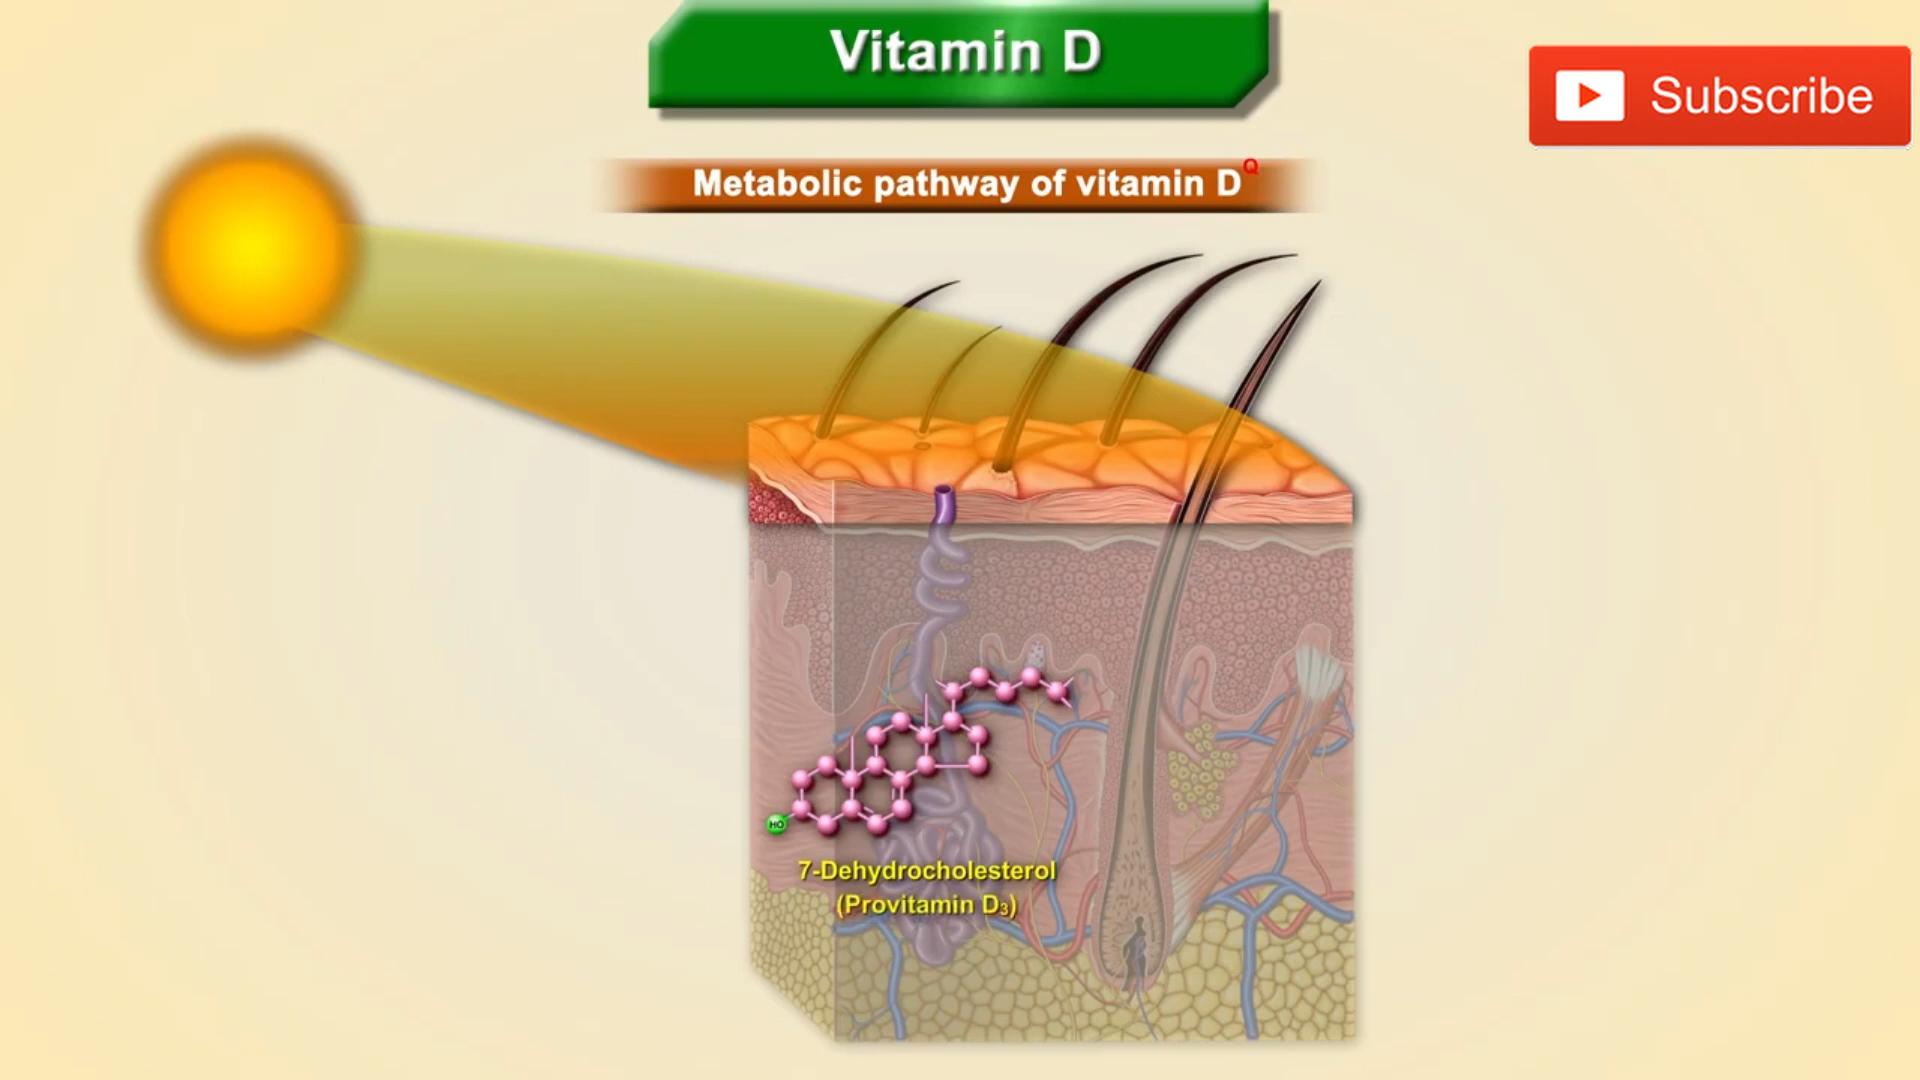 Vitamin D
Subscribe
Metabolic pathway of vitamin D^Q
HO
7-Dehydrocholesterol
(Provitamin D₃)